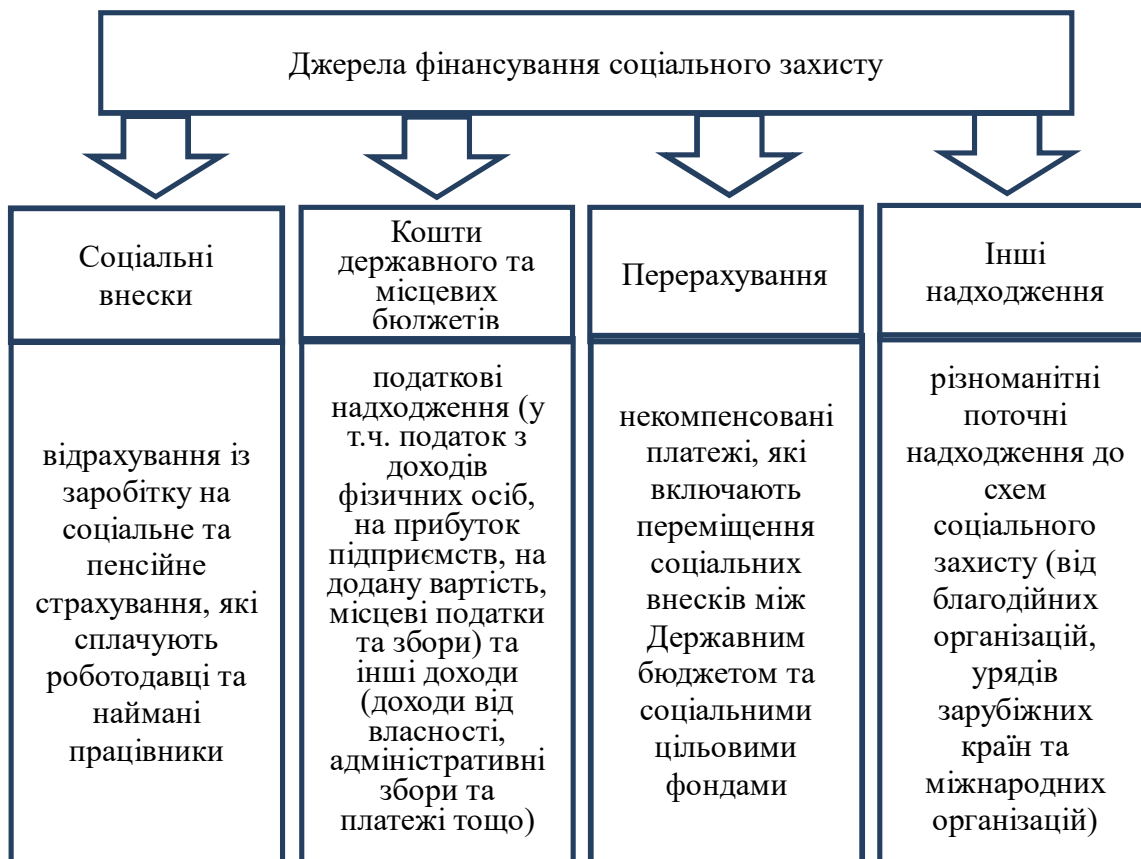 Джерела фінансування соціального захисту
Соціальні
внески
Кошти
державного та
місцевих
бюджетів
Перерахування
Інші
надходження
відрахування із
заробітку на
соціальне та
пенсійне
страхування, які
сплачують
роботодавці та
наймані
працівники
податкові
надходження (у
т.ч. податок з
доходів
фізичних осіб,
на прибуток
підприємств, на
додану вартість,
місцеві податки
та збори) та
інші доходи
(доходи від
власності,
адміністративні
збори та
платежі тощо)
некомпенсовані
платежі, які
включають
переміщення
соціальних
внесків між
Державним
бюджетом та
соціальними
цільовими
фондами
різноманітні
поточні
надходження до
схем
соціального
захисту (від
благодійних
організацій,
урядів
зарубіжних
країн та
міжнародних
організацій)